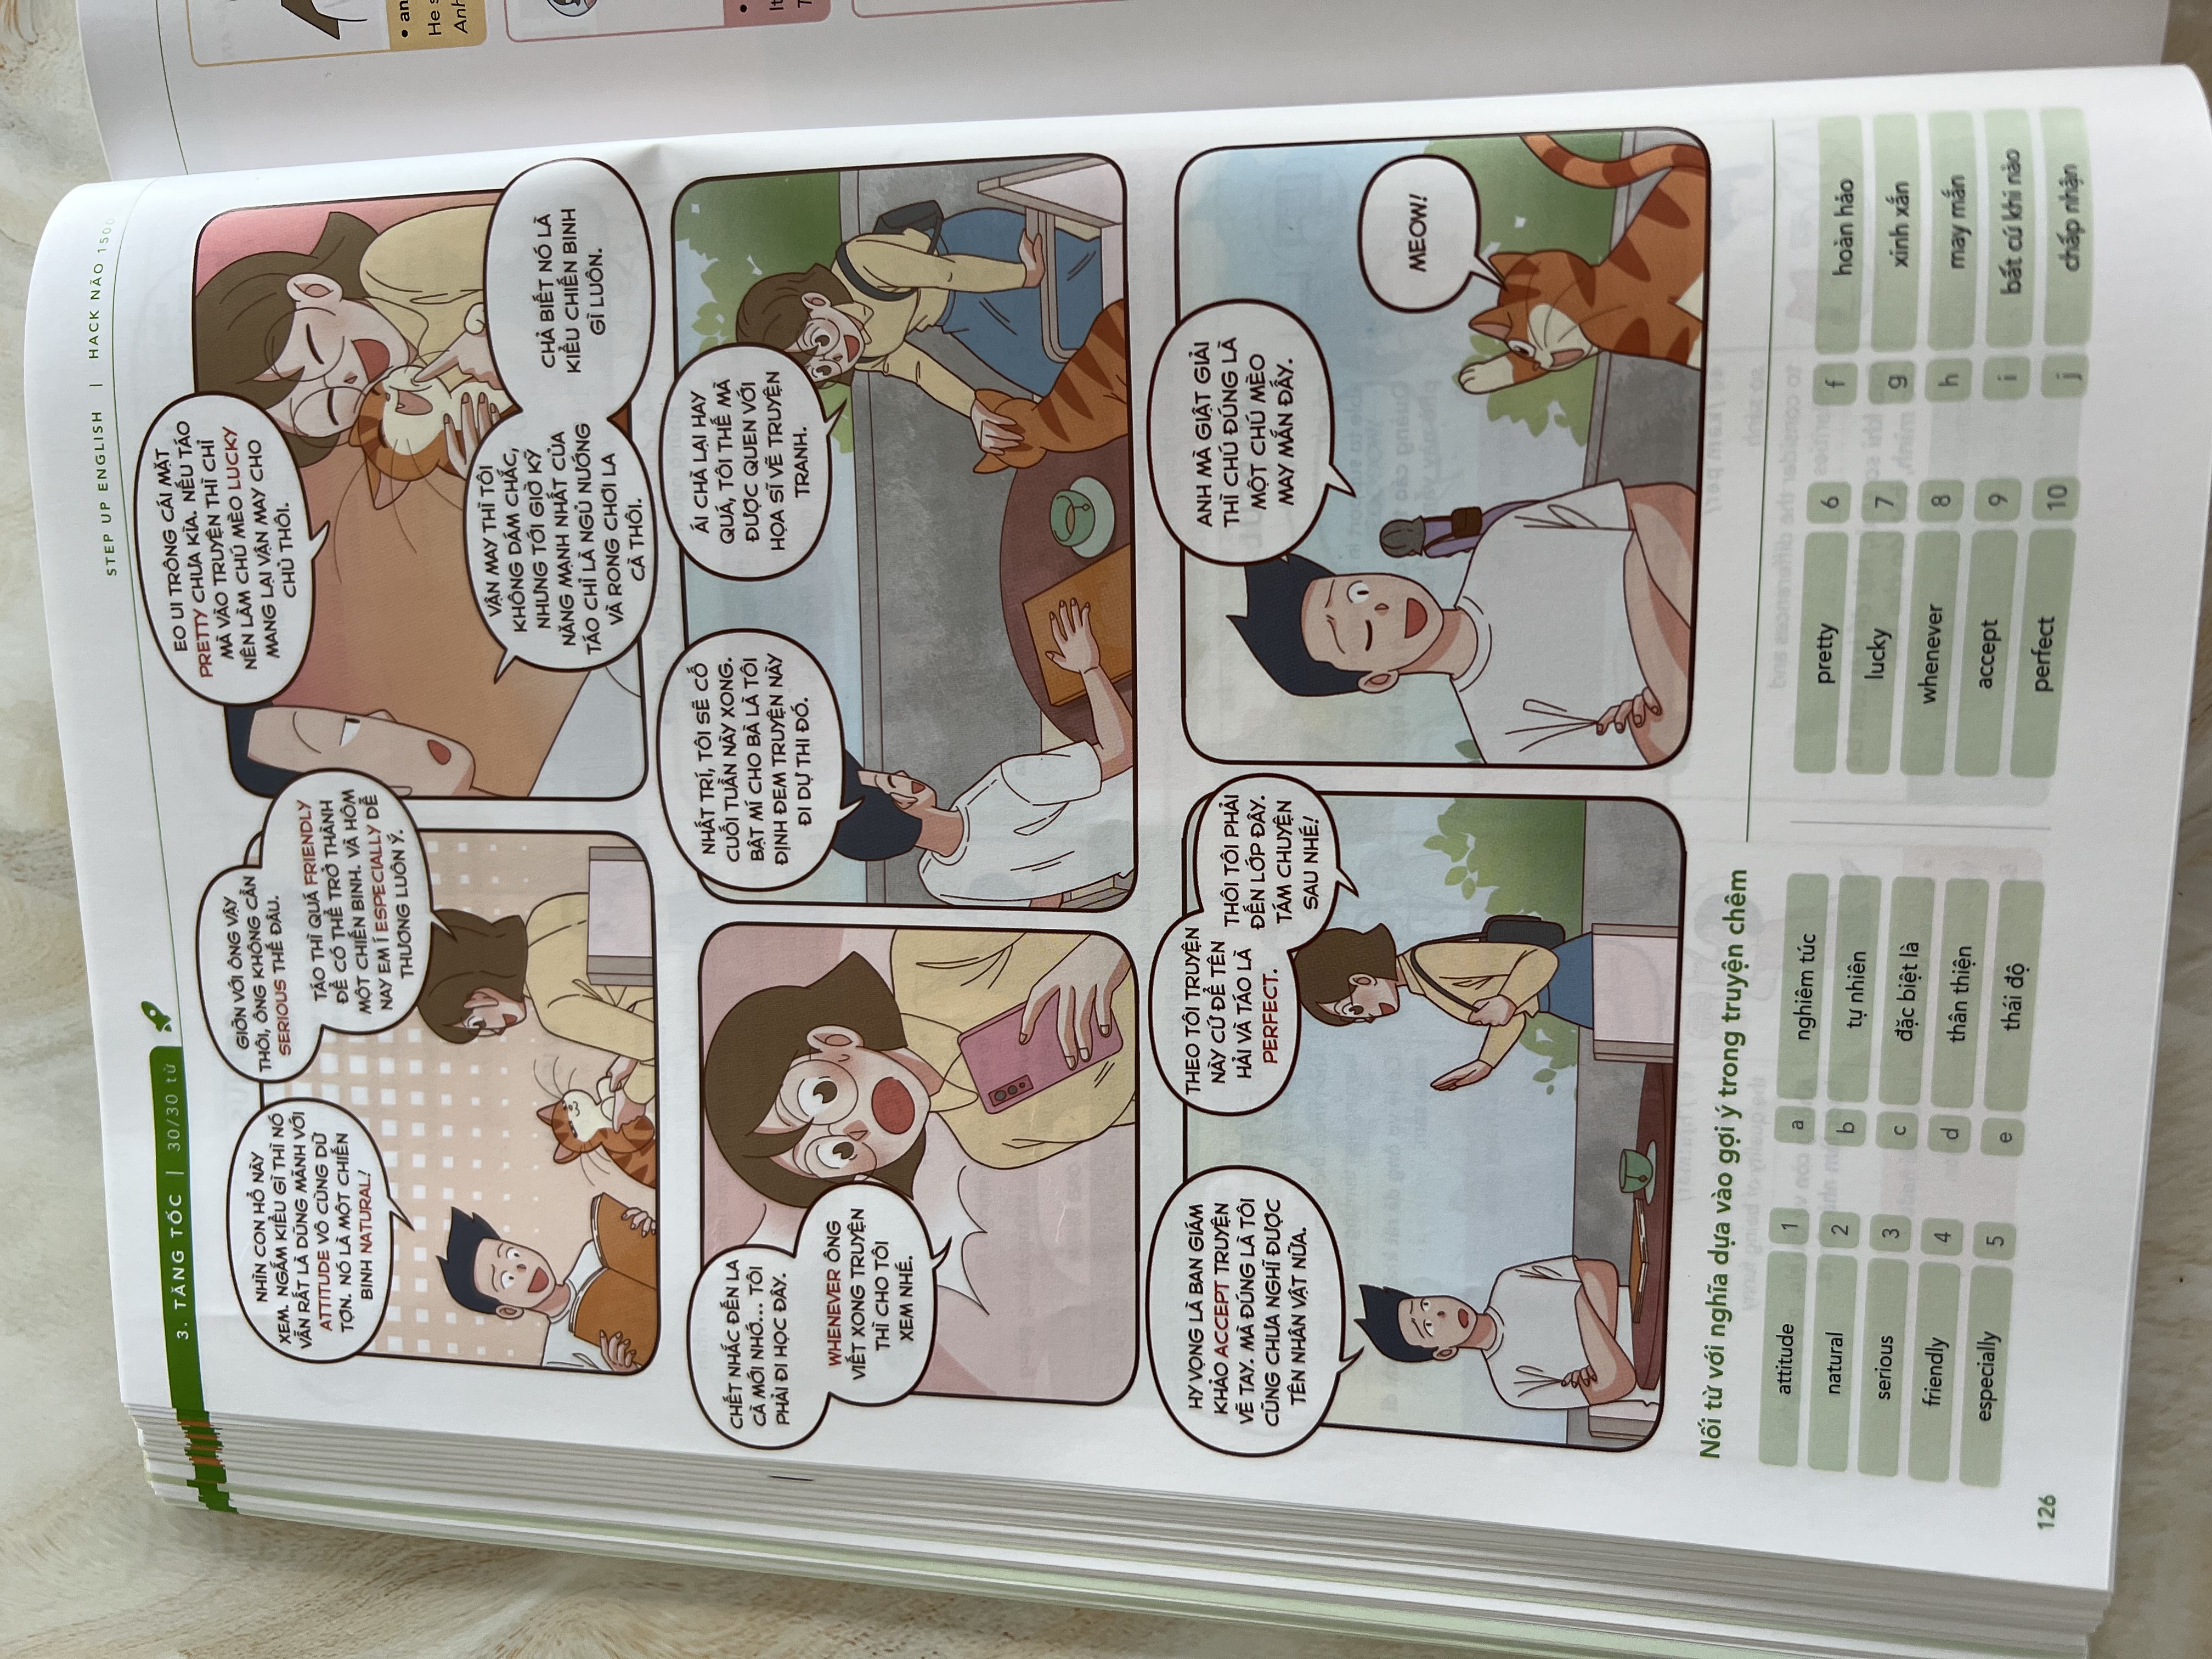 STEP UP ENGLISH | HACK NÃO 1500
3. TĂNG TỐC | 30/30 từ
NHÌN CON HỔ NÀY
XEM. NGẮM KIỂU GÌ THÌ NÓ
VẪN RẤT LÀ DŨNG MÃNH VỚI
ATTITUDE VÔ CÙNG DỮ
TỢN. NÓ LÀ MỘT CHIẾN
BINH NATURAL!
GIỠN VỚI ÔNG VẬY
THÔI, ÔNG KHÔNG CẦN
SERIOUS THẾ ĐÂU.
TÁO THÌ QUÁ FRIENDLY
ĐỂ CÓ THỂ TRỞ THÀNH
MỘT CHIẾN BINH. VÀ HÔM
NAY EM Í ESPECIALLY DỄ
THƯƠNG LUÔN Ý.
EO UI TRÔNG CÁI MẶT
PRETTY CHƯA KÌA. NẾU TÁO
MÀ VÀO TRUYỆN THÌ CHỈ
NÊN LÀM CHÚ MÈO LUCKY
MANG LẠI VẬN MAY CHO
CHỦ THÔI.
VẬN MAY THÌ TÔI
KHÔNG DÁM CHẮC,
NHƯNG TỚI GIỜ KỸ
NĂNG MẠNH NHẤT CỦA
TÁO CHỈ LÀ NGỦ NƯỚNG
VÀ RONG CHƠI LA
CÀ THÔI.
CHẢ BIẾT NÓ LÀ
KIỂU CHIẾN BINH
GÌ LUÔN.
CHẾT NHẮC ĐẾN LA
CÀ MỚI NHỚ... TÔI
PHẢI ĐI HỌC ĐÂY.
WHENEVER ÔNG
VIẾT XONG TRUYỆN
THÌ CHO TÔI
XEM NHÉ.
NHẤT TRÍ, TÔI SẼ CỐ
CUỐI TUẦN NÀY XONG.
BẬT MÍ CHO BÀ LÀ TÔI
ĐỊNH ĐEM TRUYỆN NÀY
ĐI DỰ THI ĐÓ.
ÁI CHÀ LẠI HAY
QUÁ, TÔI THẾ MÀ
ĐƯỢC QUEN VỚI
HỌA SĨ VẼ TRUYỆN
TRANH.
HY VỌNG LÀ BAN GIÁM
KHẢO ACCEPT TRUYỆN
VẼ TAY. MÀ ĐÚNG LÀ TÔI
CŨNG CHƯA NGHĨ ĐƯỢC
TÊN NHÂN VẬT NỮA.
THEO TÔI TRUYỆN
NÀY CỨ ĐỂ TÊN
HẢI VÀ TÁO LÀ
PERFECT.
THÔI TÔI PHẢI
ĐẾN LỚP ĐÂY.
TÁM CHUYỆN
SAU NHÉ!
ANH MÀ GIẬT GIẢI
THÌ CHÚ ĐÚNG LÀ
MỘT CHÚ MÈO
MAY MẮN ĐẤY.
MEOW!
Nối từ với nghĩa dựa vào gợi ý trong truyện chêm
attitude 1 a nghiêm túc
natural 2 b tự nhiên
serious 3 c đặc biệt là
friendly 4 d thân thiện
especially 5 e thái độ
pretty 6 f hoàn hảo
lucky 7 g xinh xắn
whenever 8 h may mắn
accept 9 i bất cứ khi nào
perfect 10 j chấp nhận
126